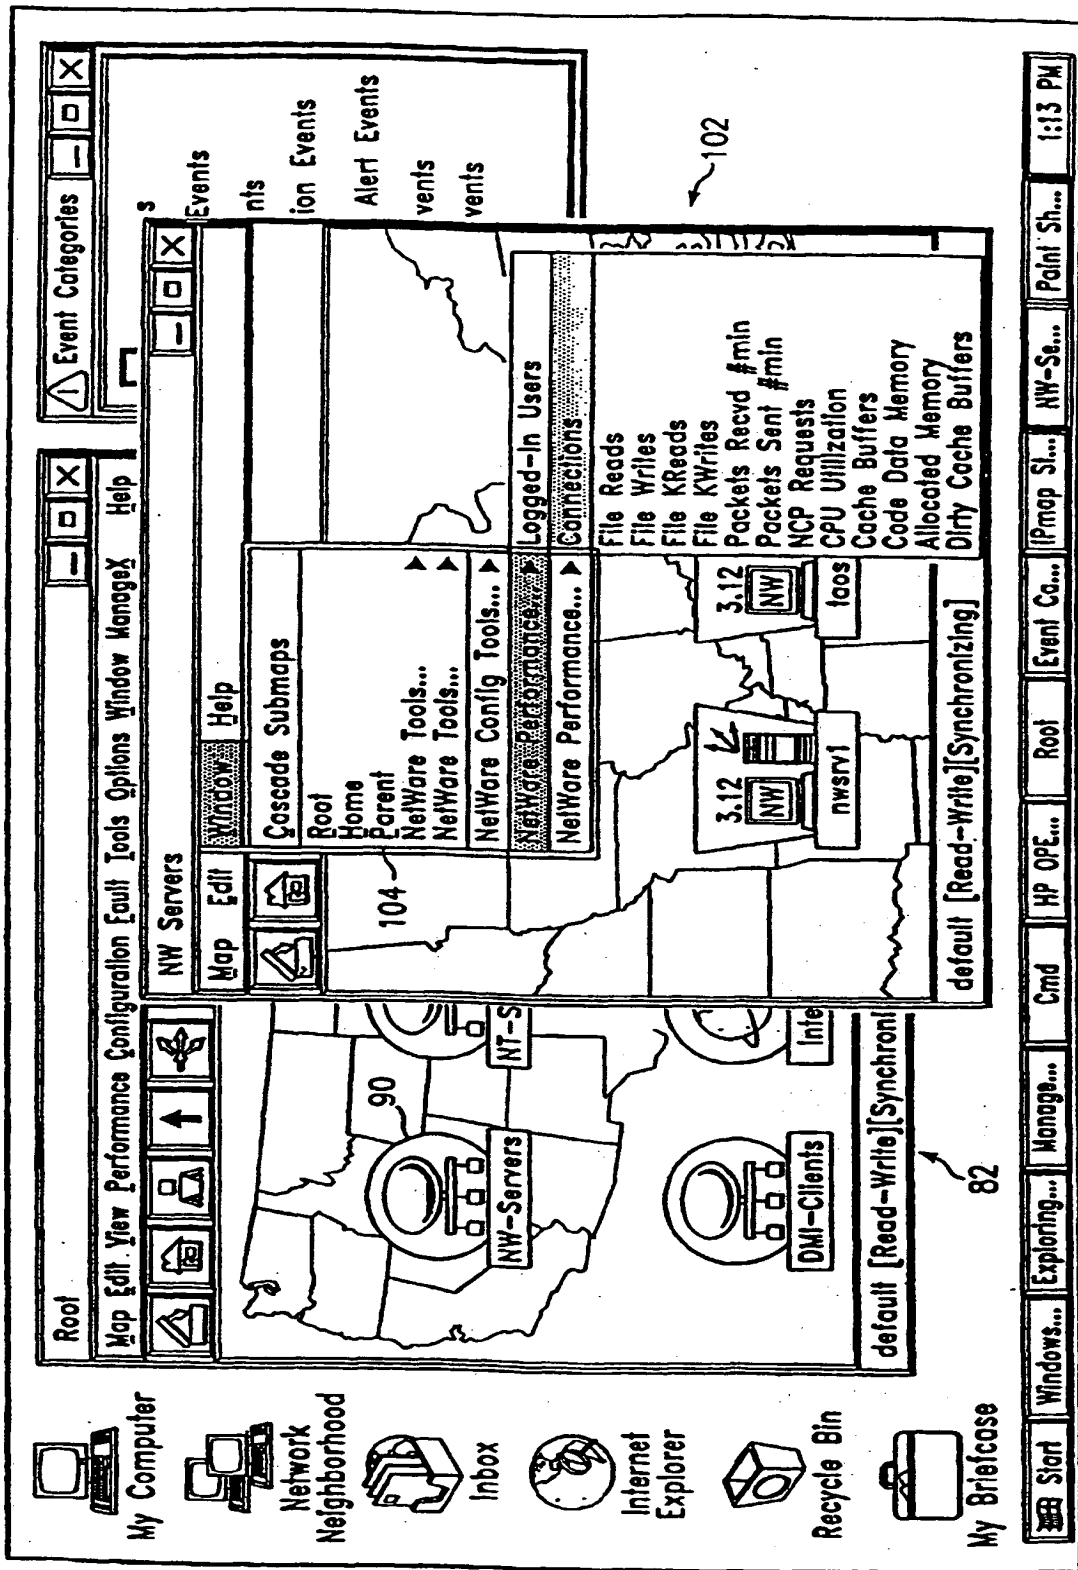 My Computer
Network
Neighborhood
Inbox
Internet
Explorer
Recycle Bin
My Briefcase
Root
Map Edit View Performance Configuration Fault Tools Options Window ManageX Help
NW-Servers
NT-S
DMI-Clients
Inte
90
default [Read-Write][Synchroni
82
Event Categories
s
Events
nts
ion Events
Alert Events
vents
vents
NW Servers
Map Edit Window Help
Cascade Submaps
Root
Home
Parent
NetWare Tools...
NetWare Tools...
NetWare Config Tools...
NetWare Performance...
NetWare Performance...
104
Logged-In Users
Connections
File Reads
File Writes
File KReads
File KWrites
Packets Recvd #min
Packets Sent #min
NCP Requests
CPU Utilization
Cache Buffers
Code Data Memory
Allocated Memory
Dirty Cache Buffers
3.12
NW
nwsrv1
3.12
NW
taos
default [Read-Write][Synchronizing]
102
Start
Windows...
Exploring...
Manage...
Cmd
HP OPE...
Root
Event Ca...
IPmap St...
NW-Se...
Paint Sh...
1:13 PM